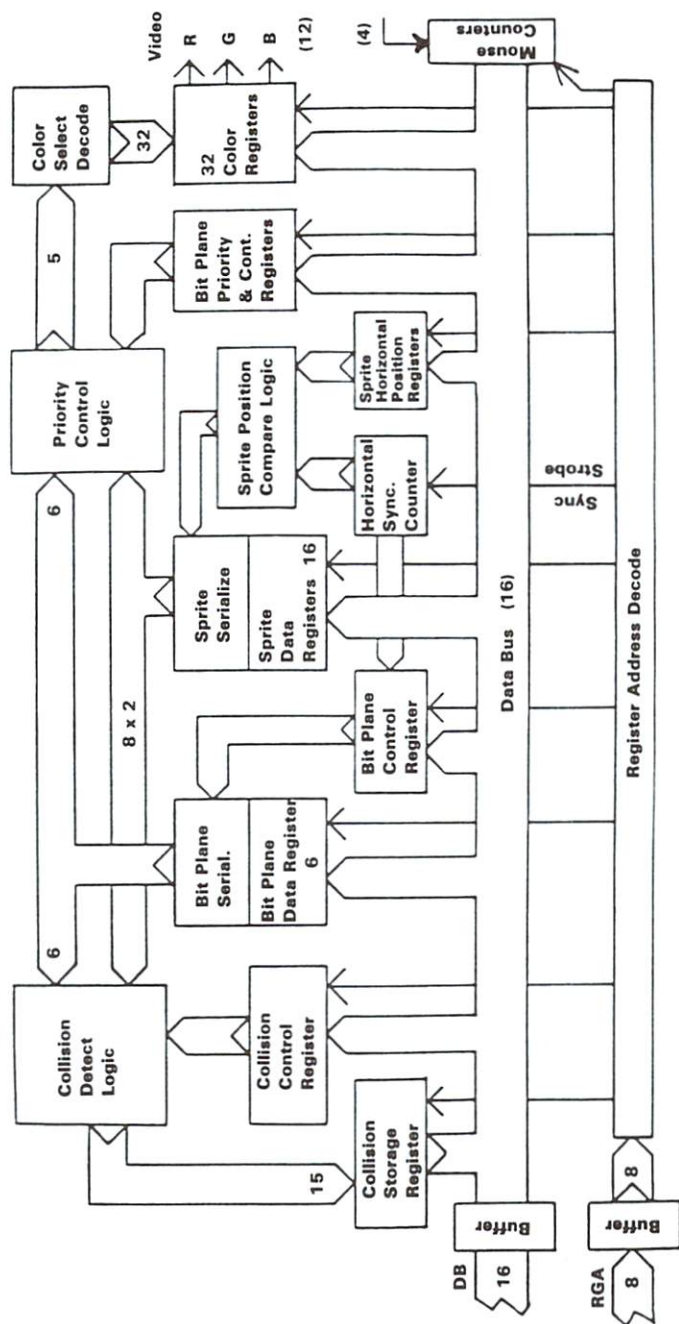 Video
R
G
B
(12)
(4)
Mouse
Counters
Color
Select
Decode
32
32 Color
Registers
5
Bit Plane
Priority
& Cont.
Registers
Priority
Control
Logic
Sprite Position
Compare Logic
Sprite
Horizontal
Position
Registers
Horizontal
Sync.
Counter
6
8 x 2
Sprite
Serialize
Sprite
Data
Registers 16
Strobe
Sync
Bit Plane
Control
Register
Bit Plane
Serial.
Bit Plane
Data Register
6
6
Collision
Detect
Logic
Collision
Control
Register
15
Collision
Storage
Register
Data Bus (16)
Register Address Decode
Buffer
DB
16
8
Buffer
RGA
8